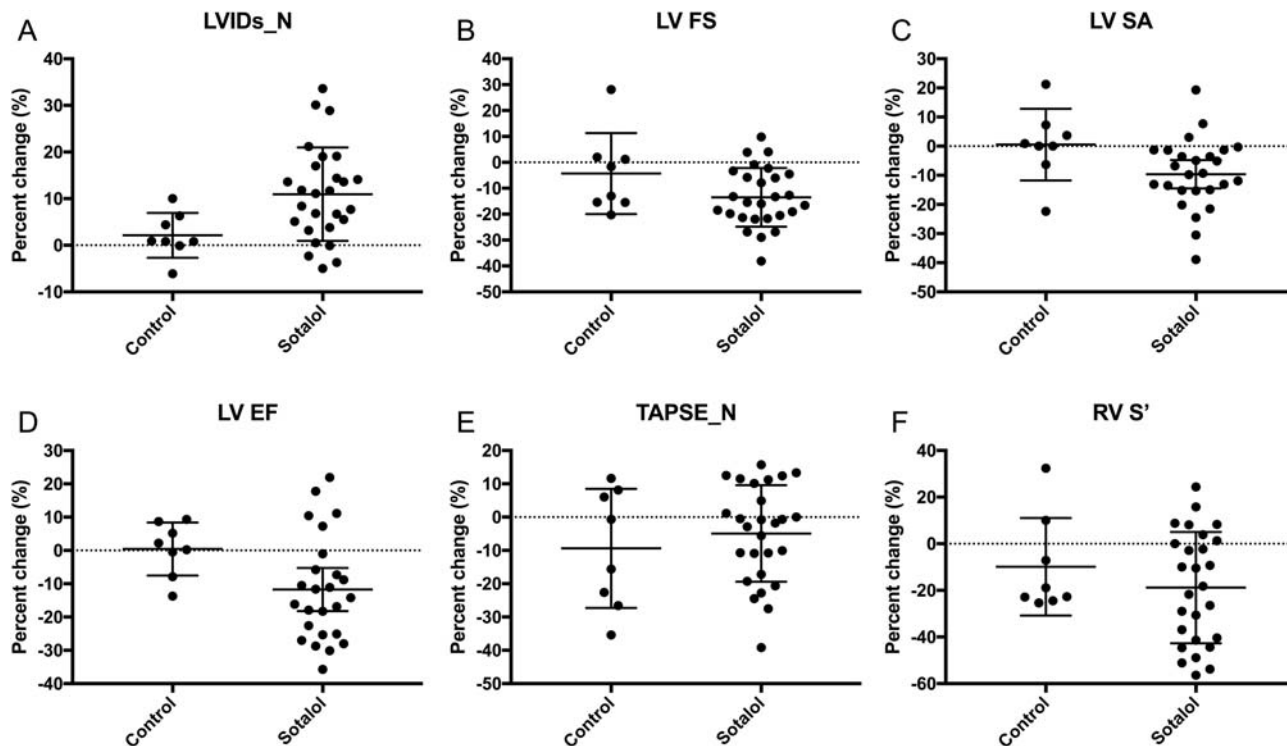 A
LVIDs_N
Percent change (%)
40
30
20
10
0
-10
Control
Sotalol
B
LV FS
Percent change (%)
40
30
20
10
0
-10
-20
-30
-40
-50
Control
Sotalol
C
LV SA
Percent change (%)
30
20
10
0
-10
-20
-30
-40
-50
Control
Sotalol
D
LV EF
Percent change (%)
30
20
10
0
-10
-20
-30
-40
Control
Sotalol
E
TAPSE_N
Percent change (%)
20
10
0
-10
-20
-30
-40
-50
Control
Sotalol
F
RV S’
Percent change (%)
40
20
0
-20
-40
-60
Control
Sotalol